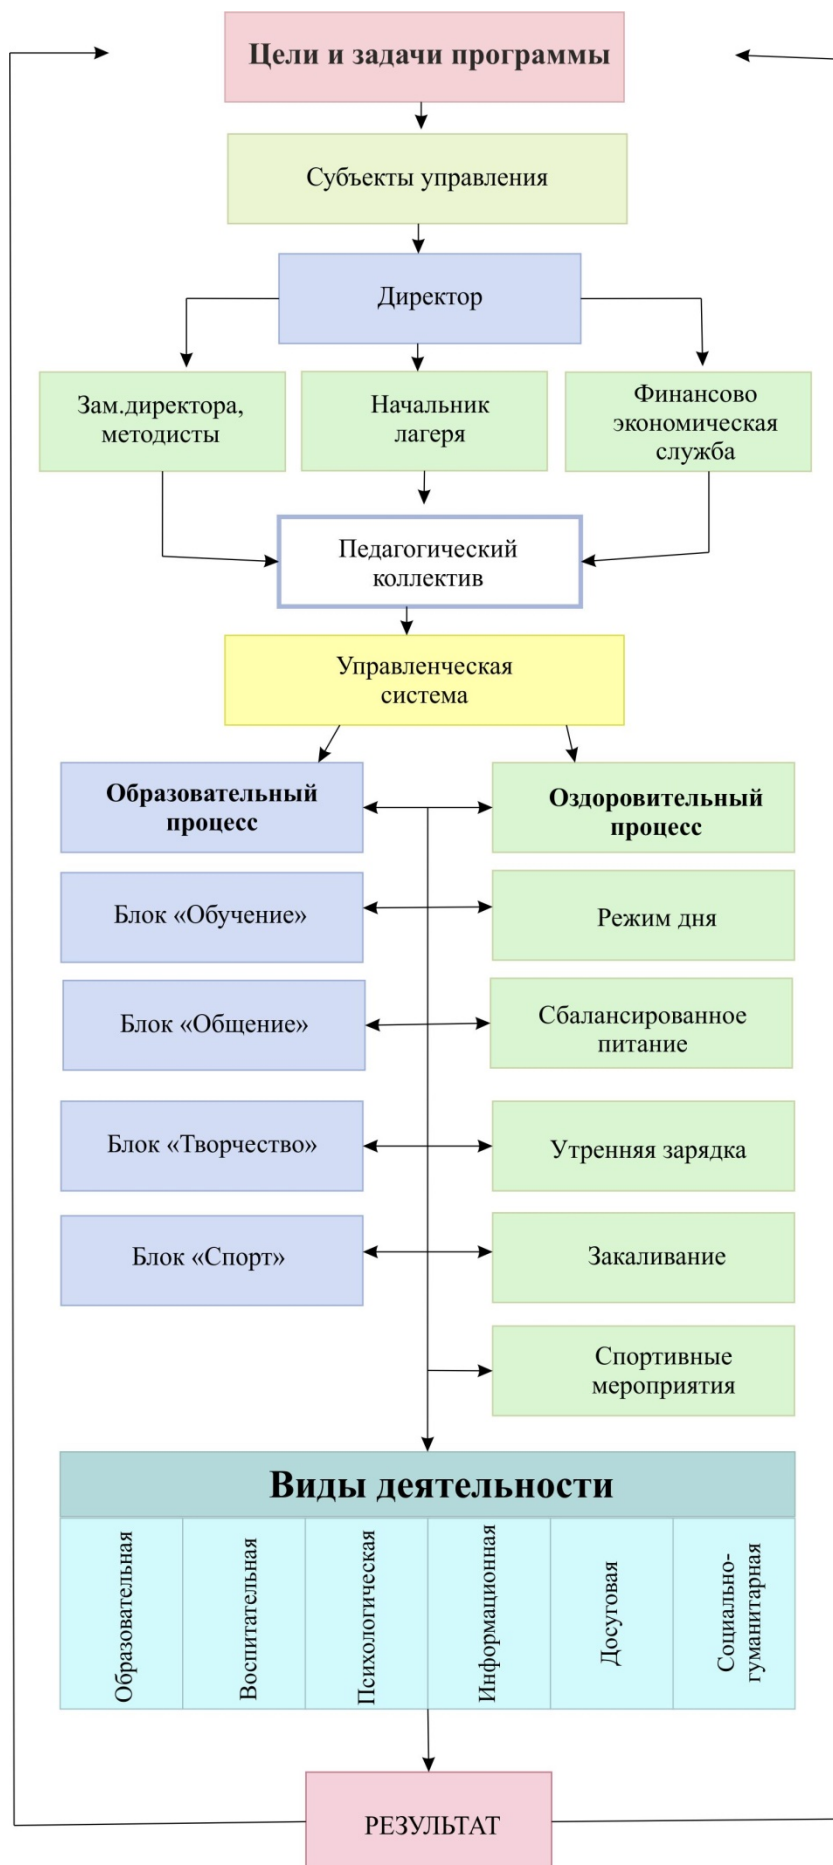 Цели и задачи программы
Субъекты управления
Директор
Зам.директора,
методисты
Начальник
лагеря
Финансово
экономическая
служба
Педагогический
коллектив
Управленческая
система
Образовательный
процесс
Оздоровительный
процесс
Блок «Обучение»
Режим дня
Блок «Общение»
Сбалансированное
питание
Блок «Творчество»
Утренняя зарядка
Блок «Спорт»
Закаливание
Спортивные
мероприятия
Виды деятельности
Образовательная
Воспитательная
Психологическая
Информационная
Досуговая
Социально-
гуманитарная
РЕЗУЛЬТАТ